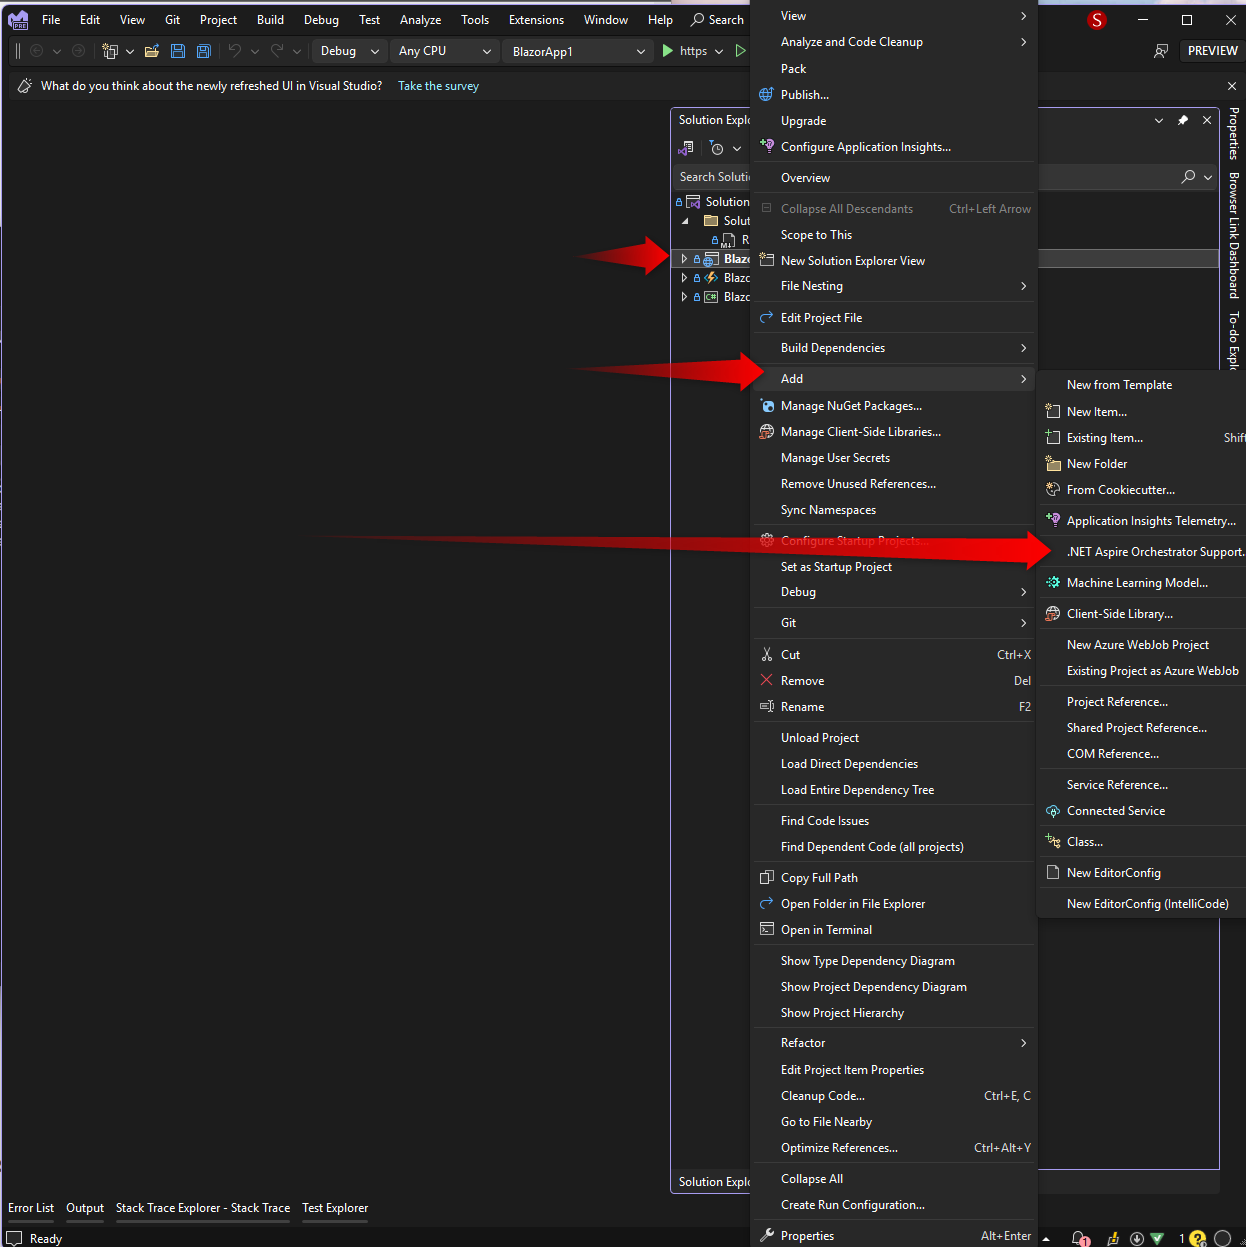 File Edit View Git Project Build Debug Test Analyze Tools Extensions Window Help Search
S
Debug Any CPU BlazorApp1 https PREVIEW
What do you think about the newly refreshed UI in Visual Studio? Take the survey
Solution Explo
Search Soluti
Solution
Solut
R
Blazo
Blazo
Blazo
View
Analyze and Code Cleanup
Pack
Publish...
Upgrade
Configure Application Insights...
Overview
Collapse All Descendants Ctrl+Left Arrow
Scope to This
New Solution Explorer View
File Nesting
Edit Project File
Build Dependencies
Add
Manage NuGet Packages...
Manage Client-Side Libraries...
Manage User Secrets
Remove Unused References...
Sync Namespaces
Configure Startup Projects...
Set as Startup Project
Debug
Git
Cut Ctrl+X
Remove Del
Rename F2
Unload Project
Load Direct Dependencies
Load Entire Dependency Tree
Find Code Issues
Find Dependent Code (all projects)
Copy Full Path
Open Folder in File Explorer
Open in Terminal
Show Type Dependency Diagram
Show Project Dependency Diagram
Show Project Hierarchy
Refactor
Edit Project Item Properties
Cleanup Code... Ctrl+E, C
Go to File Nearby
Optimize References... Ctrl+Alt+Y
Collapse All
Create Run Configuration...
Properties Alt+Enter
New from Template
New Item...
Existing Item... Shift
New Folder
From Cookiecutter...
Application Insights Telemetry...
.NET Aspire Orchestrator Support.
Machine Learning Model...
Client-Side Library...
New Azure WebJob Project
Existing Project as Azure WebJob
Project Reference...
Shared Project Reference...
COM Reference...
Service Reference...
Connected Service
Class...
New EditorConfig
New EditorConfig (IntelliCode)
Properties
Browser Link Dashboard
To-do Explo
Solution Explo
Error List Output Stack Trace Explorer - Stack Trace Test Explorer
Ready
1
1